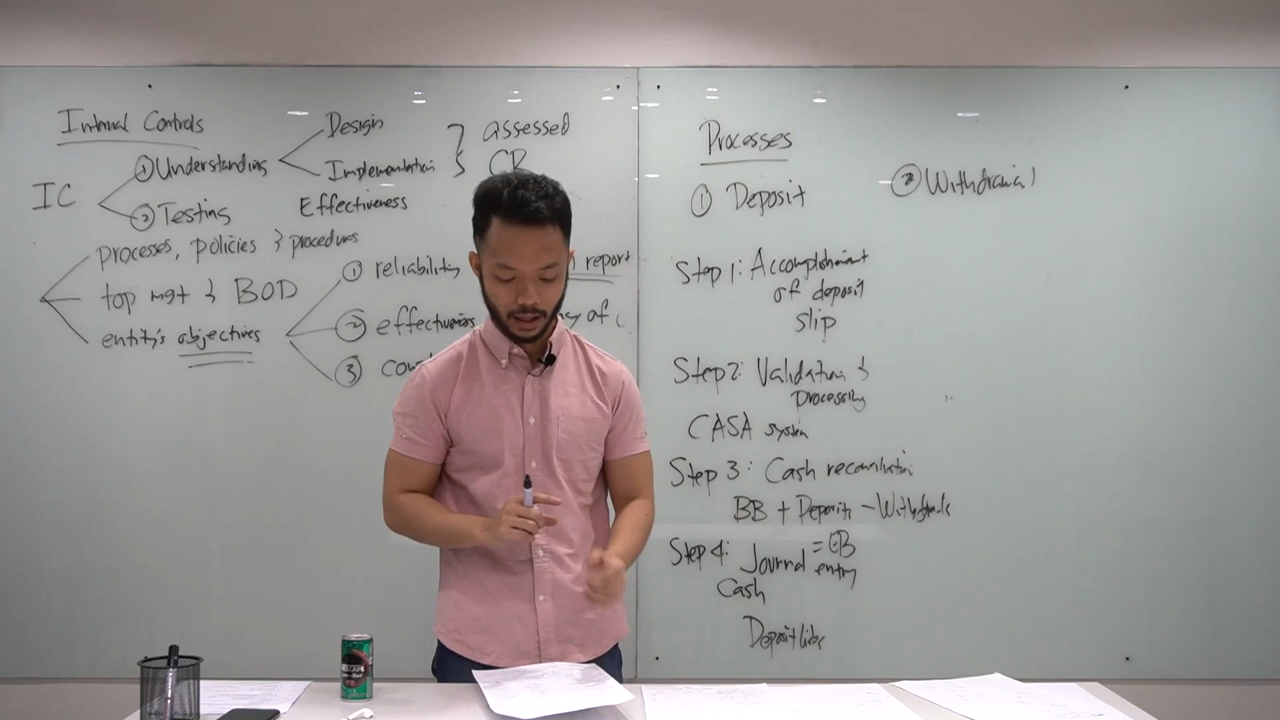 Internal Controls
IC
① Understanding
Design
Implementation
assessed
CR
② Testing
Effectiveness
processes, policies & procedures
top mgt & BOD
entity's objectives
① reliability
report
② effectiveness
of
③
Processes
① Deposit
Step 1: Accomplishment
of deposit
slip
Step 2: Validation &
processing
CASA system
Step 3: Cash reconciliation
BB + Deposits - Withdrawals
= EB
Step 4: Journal
entry
Cash
Deposit liabs
② Withdrawal